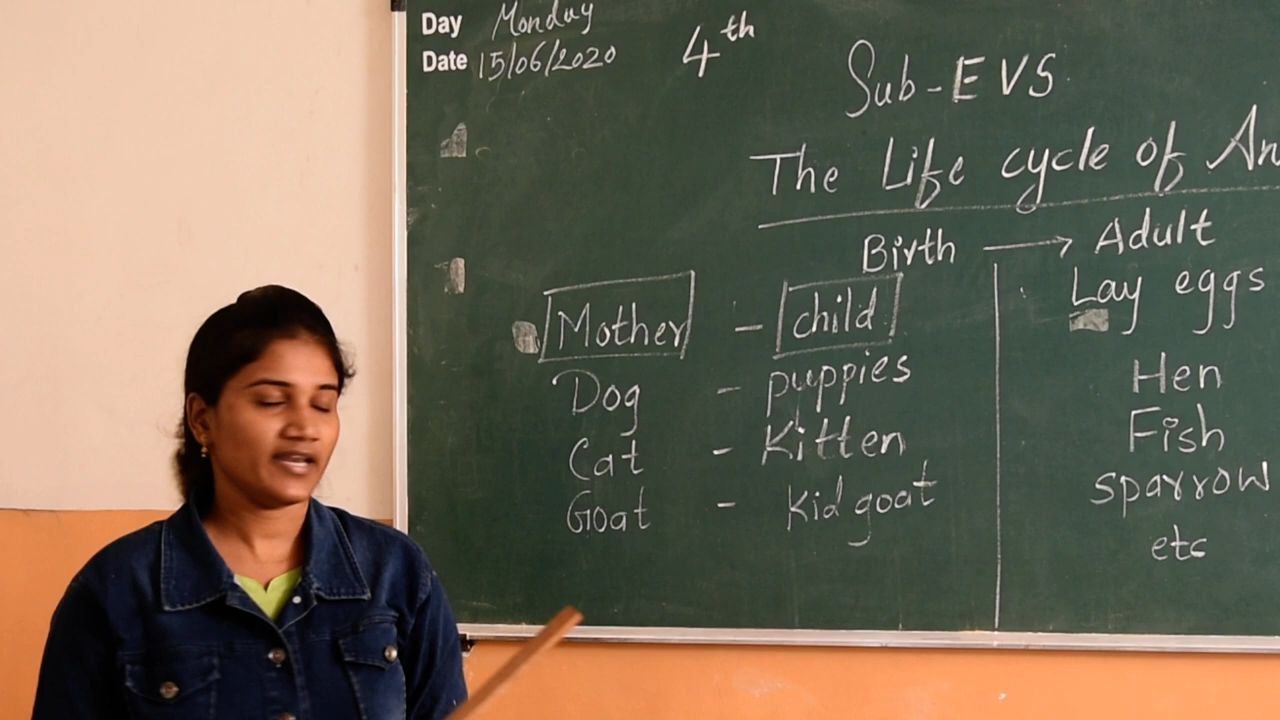 Day Monday
Date 15/06/2020
4th
Sub-EVS
The Life cycle of An
Birth → Adult
Mother - child
Dog - puppies
Cat - Kitten
Goat - Kid goat
Lay eggs
Hen
Fish
sparrow
etc